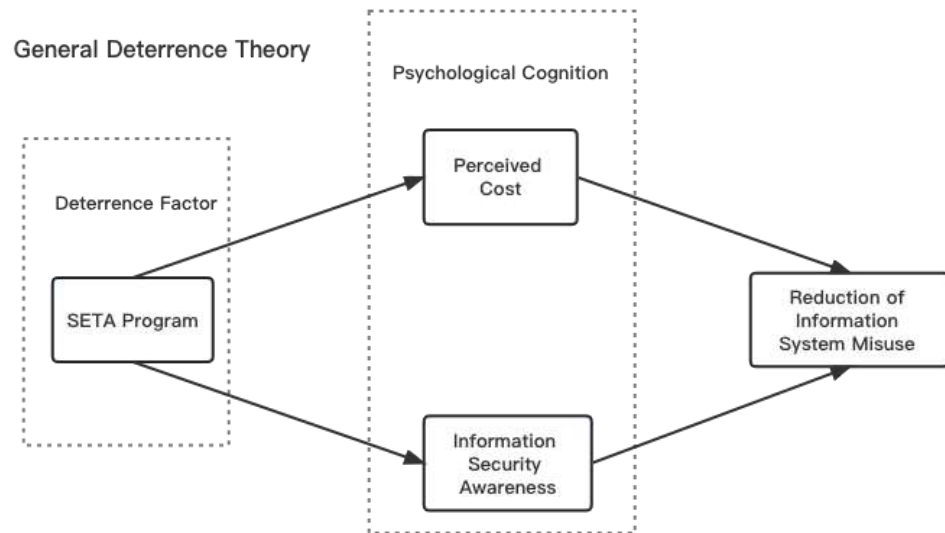 General Deterrence Theory
Psychological Cognition
Perceived
Cost
Deterrence Factor
SETA Program
Reduction of
Information
System Misuse
Information
Security
Awareness